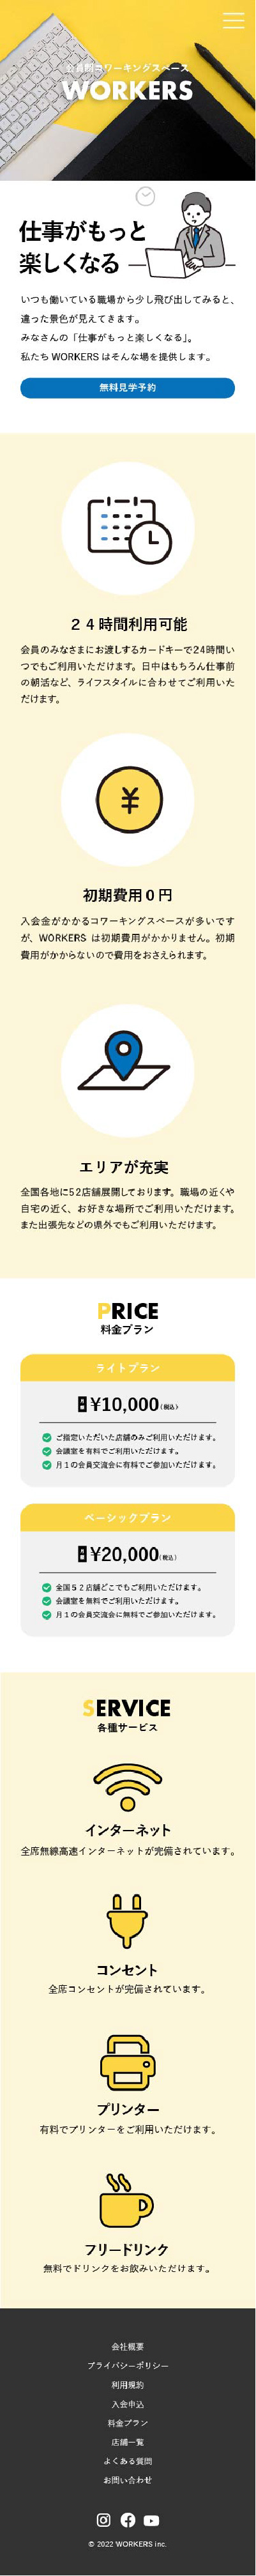 会員制コワーキングスペース
WORKERS
仕事がもっと
楽しくなる
いつも働いている職場から少し飛び出してみると、
違った景色が見えてきます。
みなさんの「仕事がもっと楽しくなる」。
私たち WORKERS はそんな場を提供します。
無料見学予約
24時間利用可能
会員のみなさまにお渡しするカードキーで24時間い
つでもご利用いただけます。日中はもちろん仕事前
の朝活など、ライフスタイルに合わせてご利用いた
だけます。
初期費用0円
入会金がかかるコワーキングスペースが多いです
が、WORKERS は初期費用がかかりません。初期
費用がかからないので費用をおさえられます。
エリアが充実
全国各地に52店舗展開しております。職場の近くや
自宅の近く、お好きな場所でご利用いただけます。
また出張先などの県外でもご利用いただけます。
PRICE
料金プラン
ライトプラン
月額 ¥10,000(税込)
ご指定いただいた店舗のみご利用いただけます。
会議室を有料でご利用いただけます。
月1の会員交流会に有料でご参加いただけます。
ベーシックプラン
月額 ¥20,000(税込)
全国52店舗どこでもご利用いただけます。
会議室を無料でご利用いただけます。
月1の会員交流会に無料でご参加いただけます。
SERVICE
各種サービス
インターネット
全席無線高速インターネットが完備されています。
コンセント
全席コンセントが完備されています。
プリンター
有料でプリンターをご利用いただけます。
フリードリンク
無料でドリンクをお飲みいただけます。
会社概要
プライバシーポリシー
利用規約
入会申込
料金プラン
店舗一覧
よくある質問
お問い合わせ
© 2022 WORKERS inc.